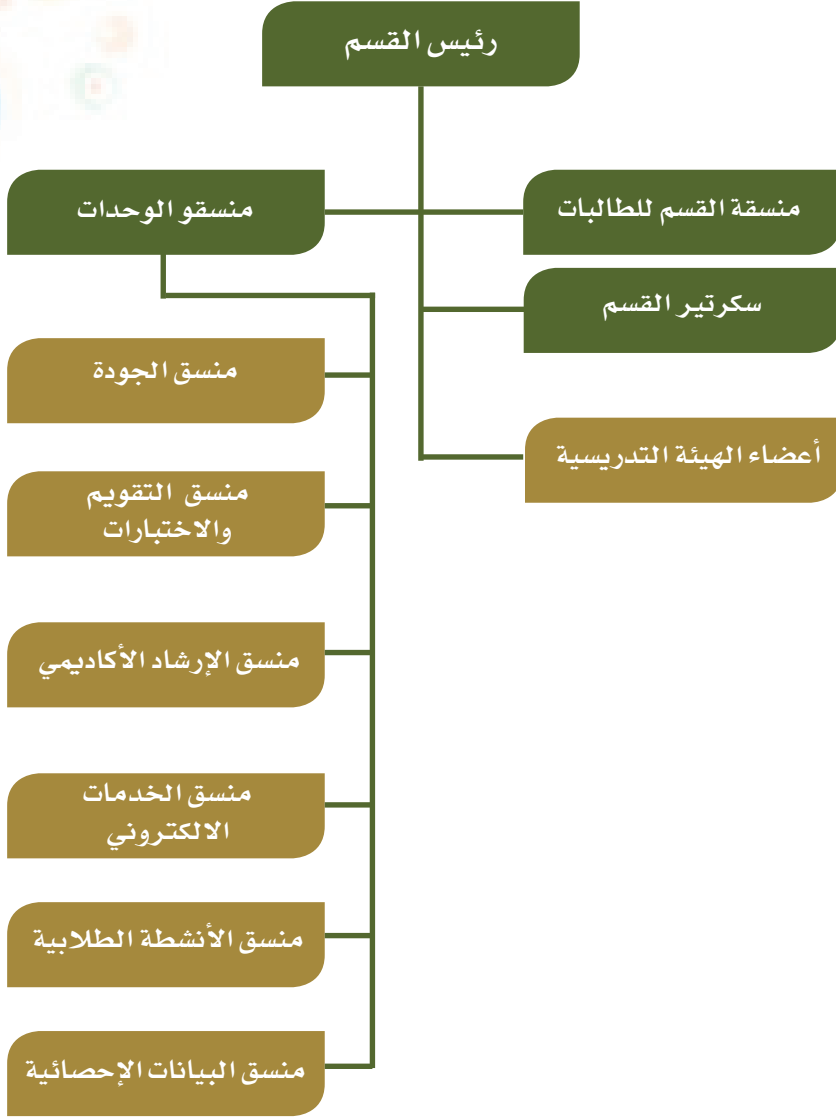 رئيس القسم
منسقة القسم للطالبات
منسقو الوحدات
سكرتير القسم
أعضاء الهيئة التدريسية
منسق الجودة
منسق التقويم
والاختبارات
منسق الإرشاد الأكاديمي
منسق الخدمات
الالكتروني
منسق الأنشطة الطلابية
منسق البيانات الإحصائية